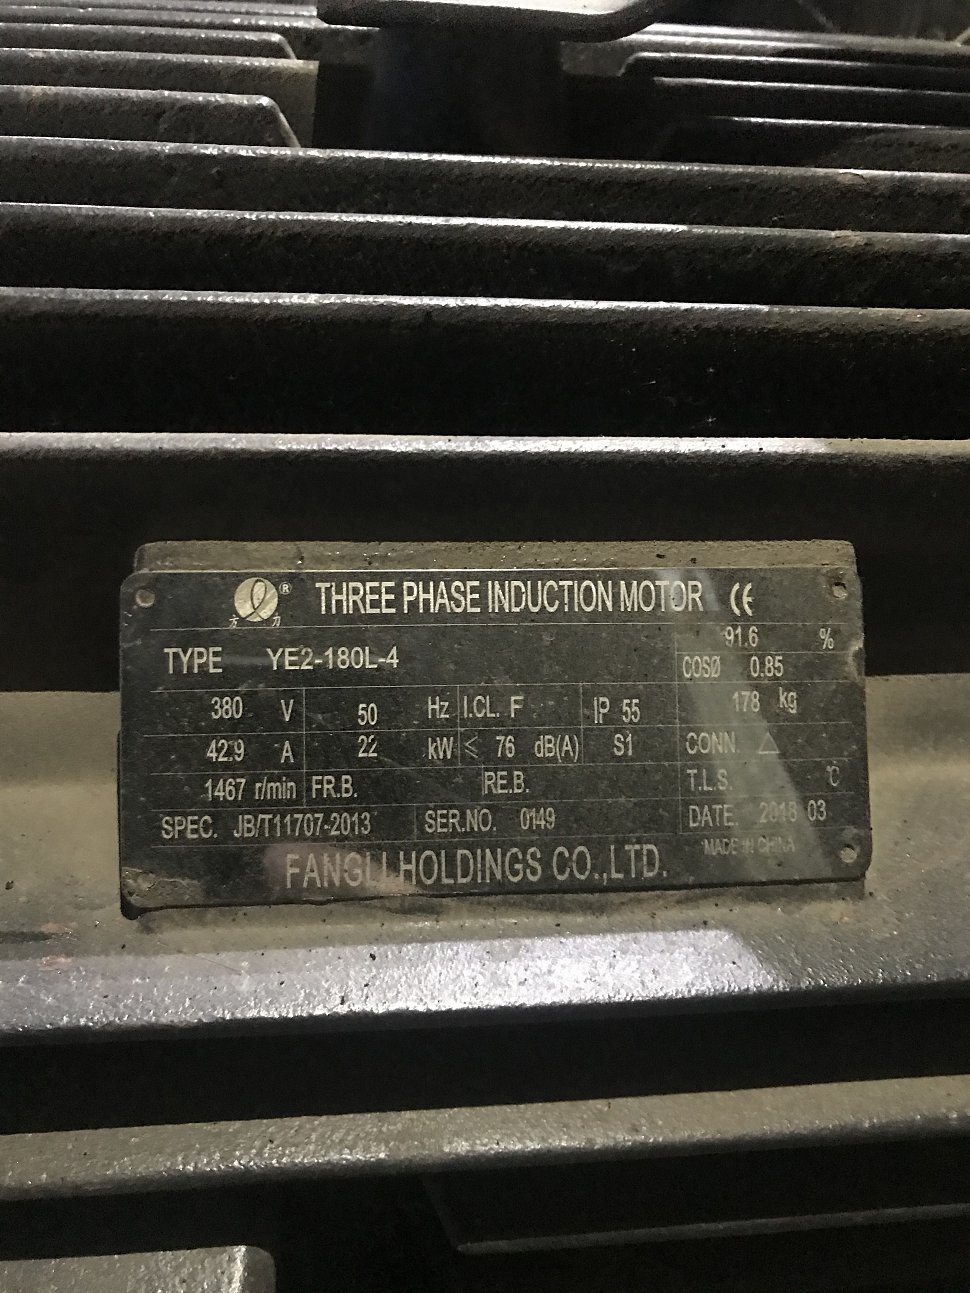 ® THREE PHASE INDUCTION MOTOR CE
方 力
91.6 %
TYPE YE2-180L-4
COSØ 0.85
380 V 50 Hz I.CL. F IP 55 178 kg
42.9 A 22 kW ≤ 76 dB(A) S1 CONN. △
1467 r/min FR.B. RE.B. T.L.S. °C
SPEC. JB/T11707-2013 SER.NO. 0149 DATE. 2018 03
FANGLI HOLDINGS CO.,LTD. MADE IN CHINA